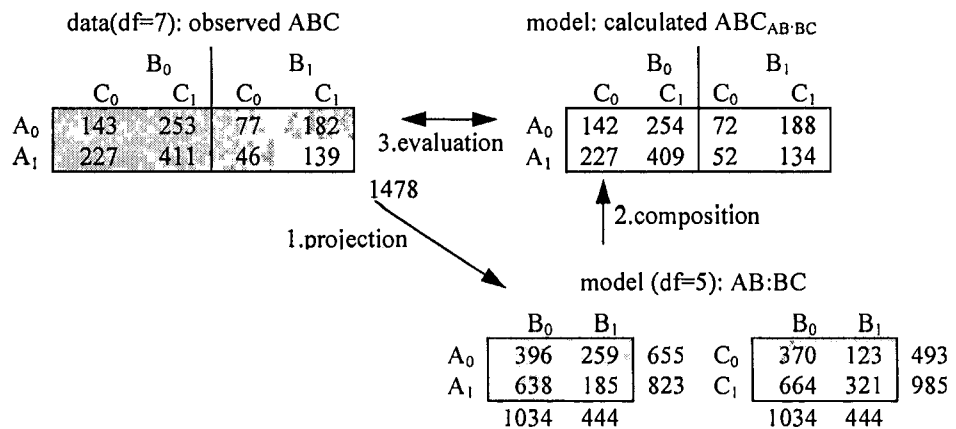 data(df=7): observed ABC
B₀ B₁
C₀ C₁ C₀ C₁
A₀ 143 253 77 182
A₁ 227 411 46 139
1478
3.evaluation
model: calculated ABC_AB·BC
B₀ B₁
C₀ C₁ C₀ C₁
A₀ 142 254 72 188
A₁ 227 409 52 134
1.projection
2.composition
model (df=5): AB:BC
B₀ B₁
A₀ 396 259 655
A₁ 638 185 823
1034 444
B₀ B₁
C₀ 370 123 493
C₁ 664 321 985
1034 444